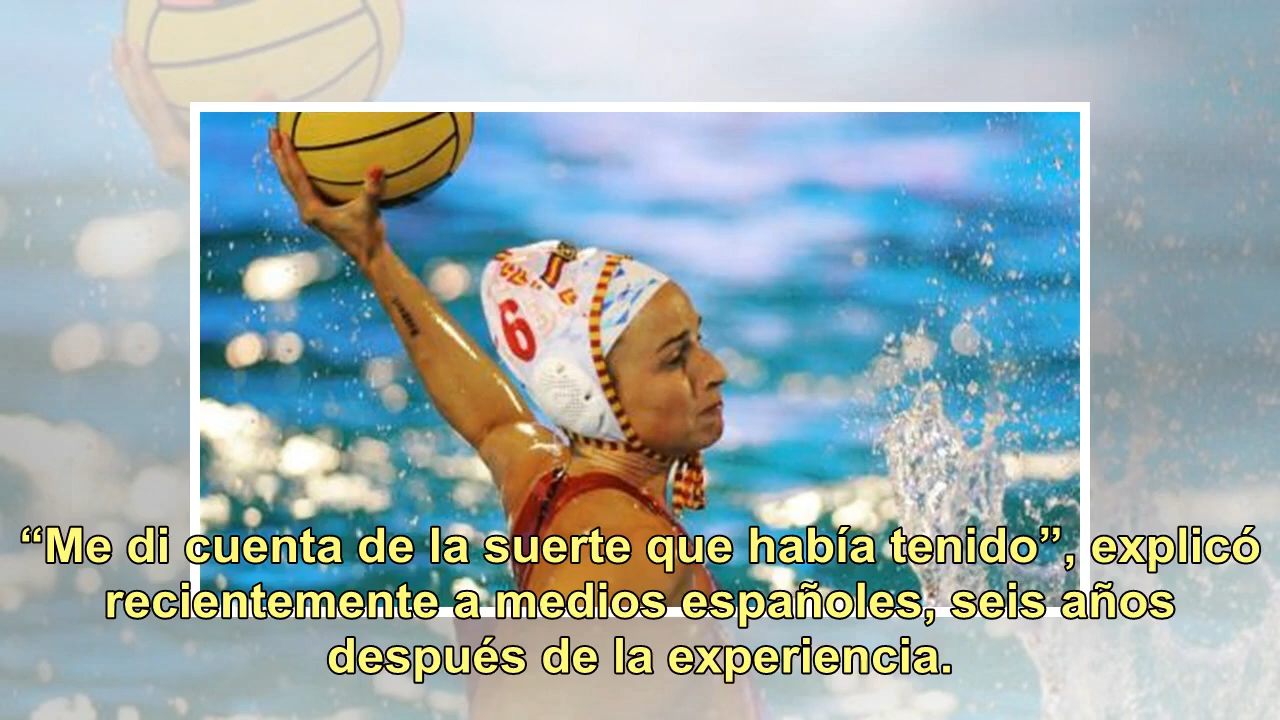 6
“Me di cuenta de la suerte que había tenido”, explicó
recientemente a medios españoles, seis años
después de la experiencia.